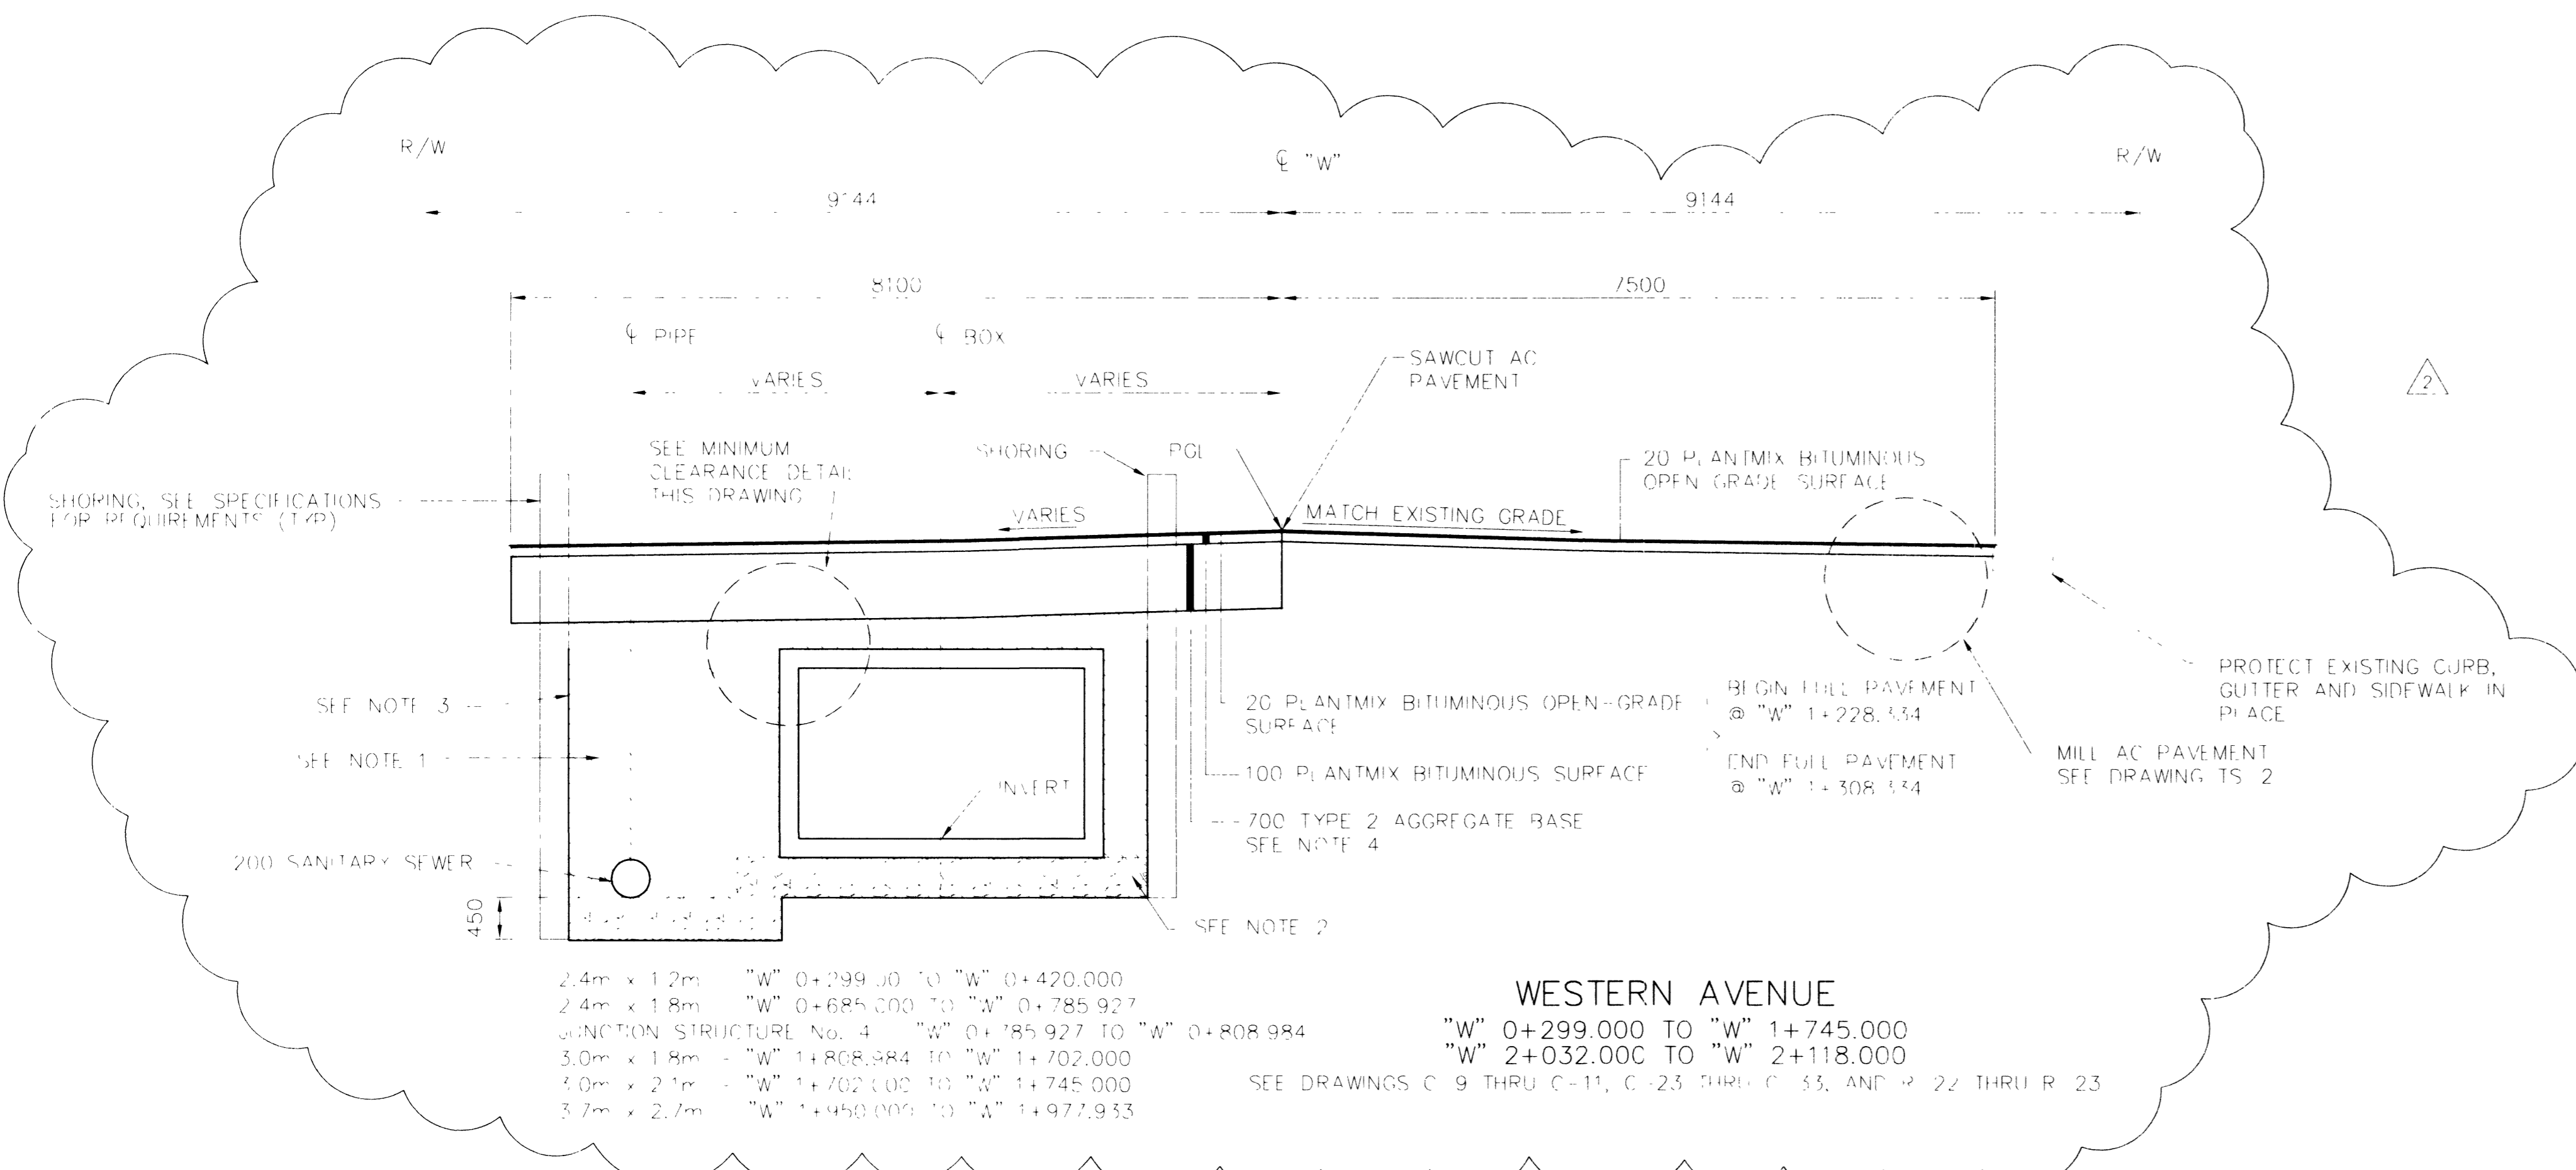 R/W
℄ "W"
R/W
9144
9144
8100
7500
℄ PIPE
℄ BOX
VARIES
VARIES
SAWCUT AC
PAVEMENT
2
SEE MINIMUM
CLEARANCE DETAIL
THIS DRAWING
SHORING
PGL
20 PLANTMIX BITUMINOUS
OPEN GRADE SURFACE
SHORING, SEE SPECIFICATIONS
FOR REQUIREMENTS (TYP)
VARIES
MATCH EXISTING GRADE
PROTECT EXISTING CURB,
GUTTER AND SIDEWALK IN
PLACE
SEE NOTE 3
SEE NOTE 1
20 PLANTMIX BITUMINOUS OPEN-GRADE
SURFACE
BEGIN FULL PAVEMENT
@ "W" 1+228.334
END FULL PAVEMENT
@ "W" 1+308.334
MILL AC PAVEMENT
SEE DRAWING TS 2
100 PLANTMIX BITUMINOUS SURFACE
INVERT
700 TYPE 2 AGGREGATE BASE
SEE NOTE 4
200 SANITARY SEWER
450
SEE NOTE 2
2.4m x 1.2m "W" 0+299.00 TO "W" 0+420.000
2.4m x 1.8m "W" 0+685.000 TO "W" 0+785.927
JUNCTION STRUCTURE No. 4 "W" 0+785.927 TO "W" 0+808.984
3.0m x 1.8m - "W" 1+808.984 TO "W" 1+702.000
3.0m x 2.1m - "W" 1+702.000 TO "W" 1+745.000
3.7m x 2.7m "W" 1+950.000 TO "W" 1+977.933
WESTERN AVENUE
"W" 0+299.000 TO "W" 1+745.000
"W" 2+032.000 TO "W" 2+118.000
SEE DRAWINGS C 9 THRU C-11, C-23 THRU C 33, AND R 22 THRU R 23